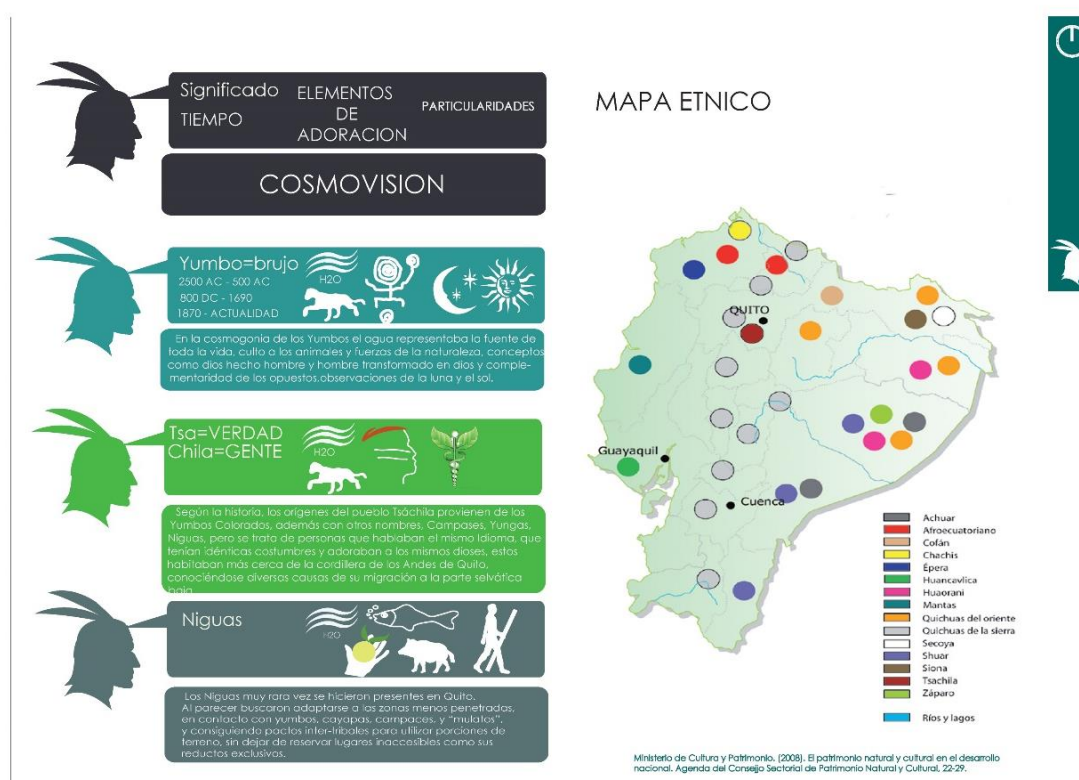 Significado
TIEMPO
ELEMENTOS
DE
ADORACION
PARTICULARIDADES
COSMOVISION
Yumbo=brujo
2500 AC - 500 AC
800 DC - 1690
1870 - ACTUALIDAD
H2O
En la cosmogonia de los Yumbos el agua representaba la fuente de
toda la vida, culto a los animales y fuerzas de la naturaleza, conceptos
como dios hecho hombre y hombre transformado en dios y comple-
mentaridad de los opuestos,observaciones de la luna y el sol.
Tsa=VERDAD
Chila=GENTE
H2O
Según la historia, los orígenes del pueblo Tsáchila provienen de los
Yumbos Colorados, además con otros nombres, Campases, Yungas,
Niguas, pero se trata de personas que hablaban el mismo idioma, que
tenían idénticas costumbres y adoraban a los mismos dioses, estos
habitaban más cerca de la cordillera de los Andes de Quito,
conociéndose diversas causas de su migración a la parte selvática
baja
Niguas
H2O
Los Niguas muy rara vez se hicieron presentes en Quito.
Al parecer buscaron adaptarse a las zonas menos penetradas,
en contacto con yumbos, cayapas, campaces, y "mulatos",
y consiguiendo pactos inter-tribales para utilizar porciones de
terreno, sin dejar de reservar lugares inaccesibles como sus
reductos exclusivos.
MAPA ETNICO
QUITO
Guayaquil
Cuenca
Achuar
Afroecuatoriano
Cofán
Chachis
Épera
Huancavilca
Huaorani
Mantas
Quichuas del oriente
Quichuas de la sierra
Secoya
Shuar
Siona
Tsachila
Záparo
Ríos y lagos
Ministerio de Cultura y Patrimonio. (2008). El patrimonio natural y cultural en el desarrollo
nacional. Agenda del Consejo Sectorial de Patrimonio Natural y Cultural, 22-29.